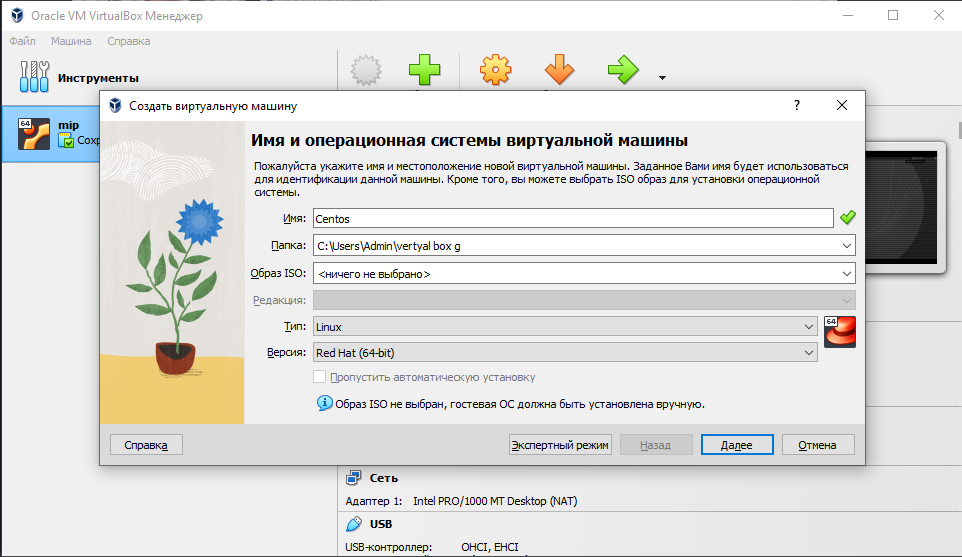 Oracle VM VirtualBox Менеджер
Файл Машина Справка
Инструменты
64
mip
Создать виртуальную машину
?
Имя и операционная системы виртуальной машины
Пожалуйста укажите имя и местоположение новой виртуальной машины. Заданное Вами имя будет использоваться
для идентификации данной машины. Кроме того, вы можете выбрать ISO образ для установки операционной
системы.
Имя: Centos
Папка: C:\Users\Admin\vertyal box g
Образ ISO: <ничего не выбрано>
Редакция:
Тип: Linux
64
Версия: Red Hat (64-bit)
Пропустить автоматическую установку
Образ ISO не выбран, гостевая ОС должна быть установлена вручную.
Справка Экспертный режим Назад Далее Отмена
Сеть
Адаптер 1: Intel PRO/1000 MT Desktop (NAT)
USB
USB-контроллер: OHCI, EHCI